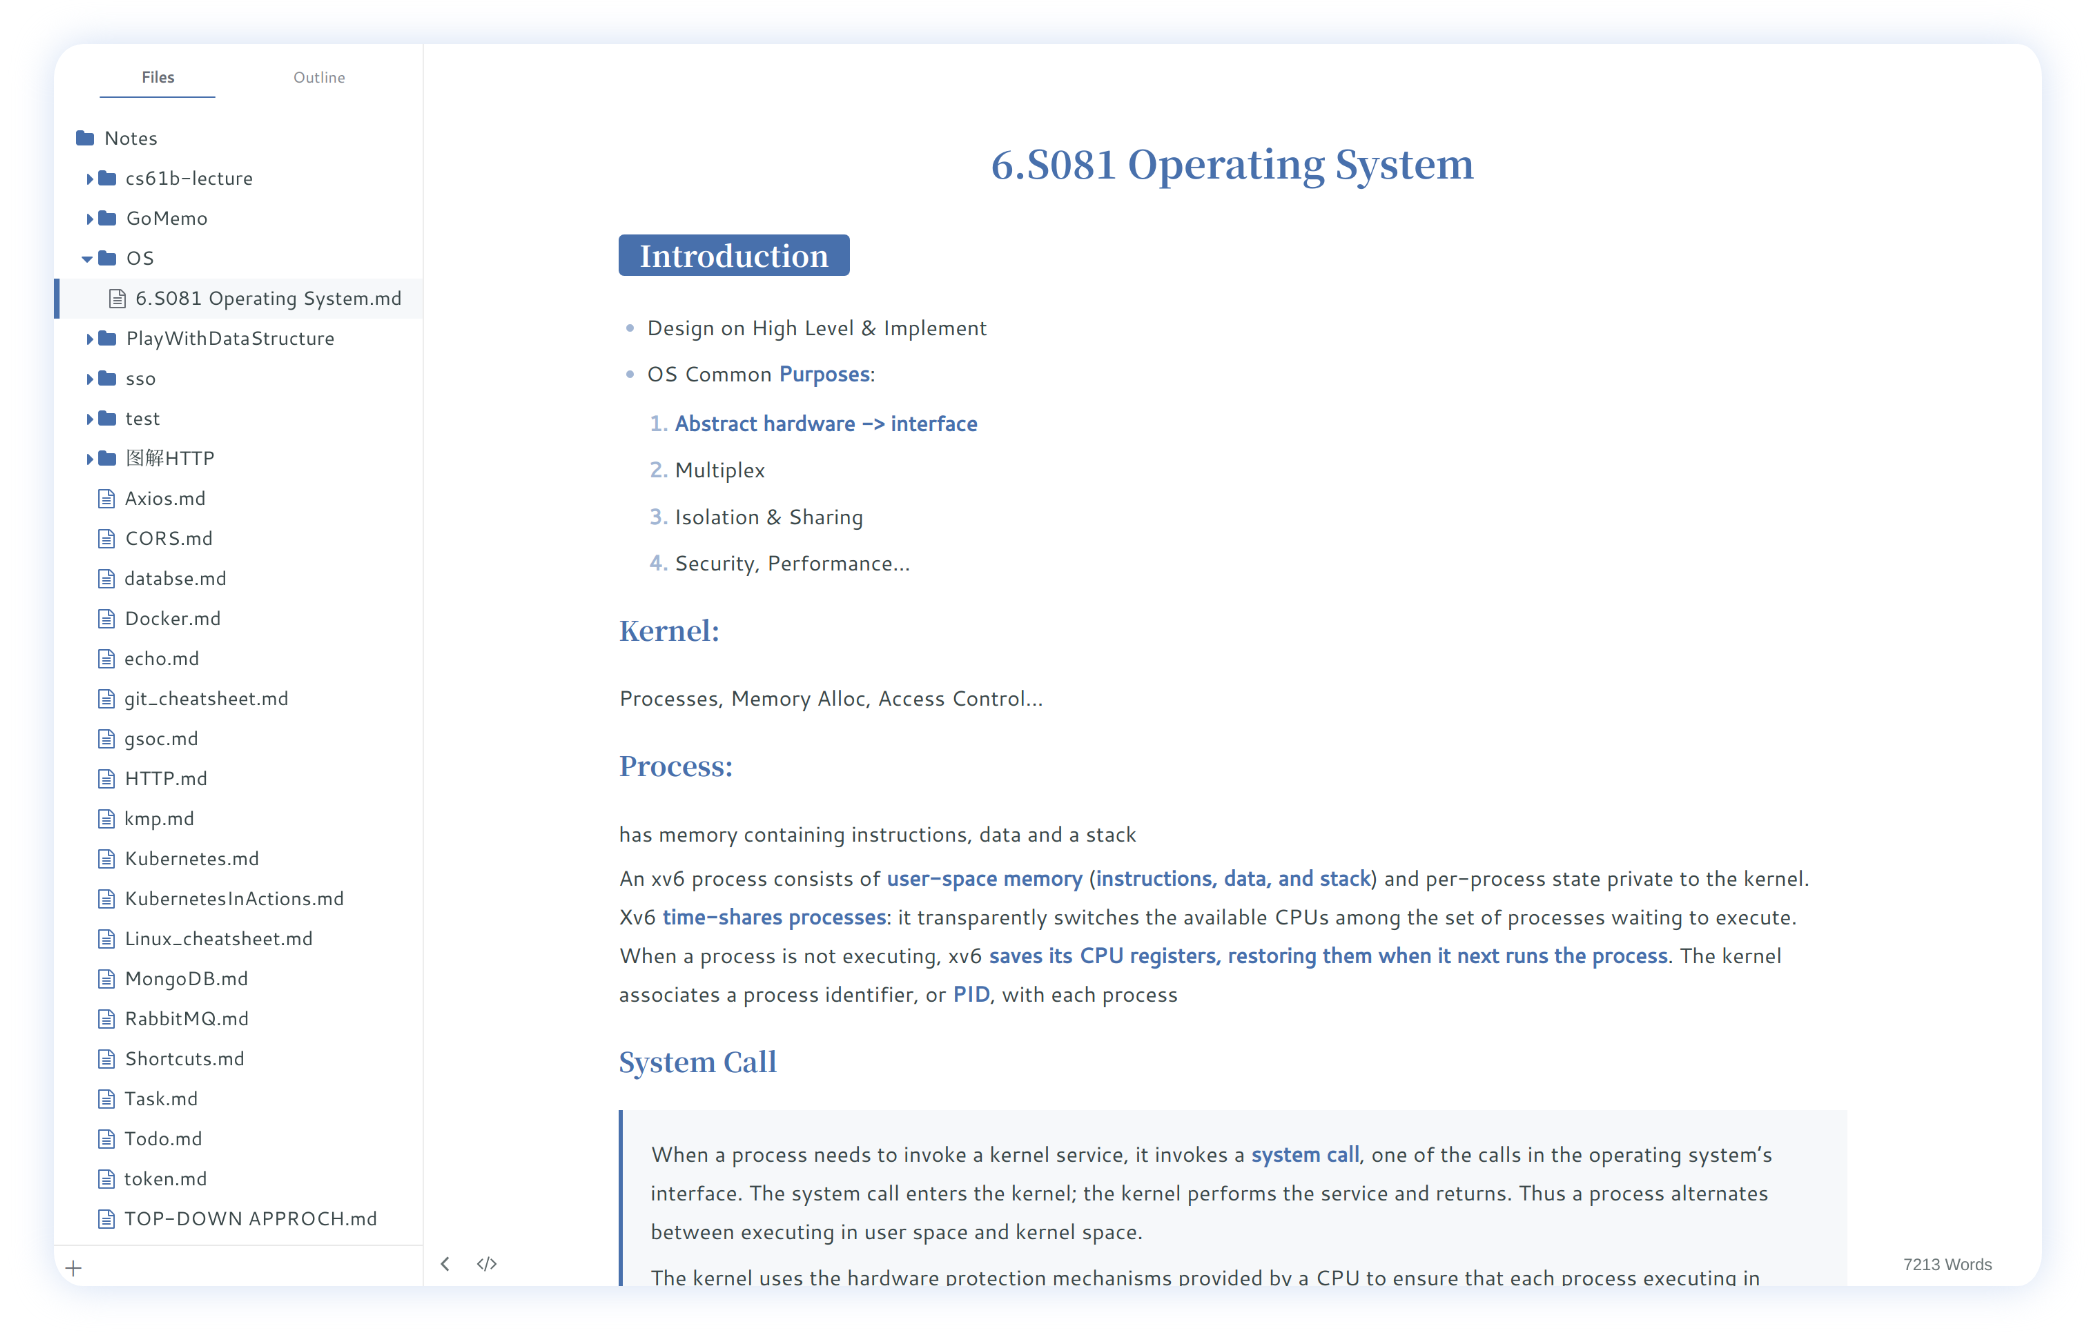 Files
Outline
Notes
cs61b-lecture
GoMemo
OS
6.S081 Operating System.md
PlayWithDataStructure
sso
test
图解HTTP
Axios.md
CORS.md
databse.md
Docker.md
echo.md
git_cheatsheet.md
gsoc.md
HTTP.md
kmp.md
Kubernetes.md
KubernetesInActions.md
Linux_cheatsheet.md
MongoDB.md
RabbitMQ.md
Shortcuts.md
Task.md
Todo.md
token.md
TOP-DOWN APPROCH.md
6.S081 Operating System
Introduction
Design on High Level & Implement
OS Common Purposes:
1. Abstract hardware -> interface
2. Multiplex
3. Isolation & Sharing
4. Security, Performance...
Kernel:
Processes, Memory Alloc, Access Control...
Process:
has memory containing instructions, data and a stack
An xv6 process consists of user-space memory (instructions, data, and stack) and per-process state private to the kernel.
Xv6 time-shares processes: it transparently switches the available CPUs among the set of processes waiting to execute.
When a process is not executing, xv6 saves its CPU registers, restoring them when it next runs the process. The kernel
associates a process identifier, or PID, with each process
System Call
When a process needs to invoke a kernel service, it invokes a system call, one of the calls in the operating system's
interface. The system call enters the kernel; the kernel performs the service and returns. Thus a process alternates
between executing in user space and kernel space.
The kernel uses the hardware protection mechanisms provided by a CPU to ensure that each process executing in
7213 Words